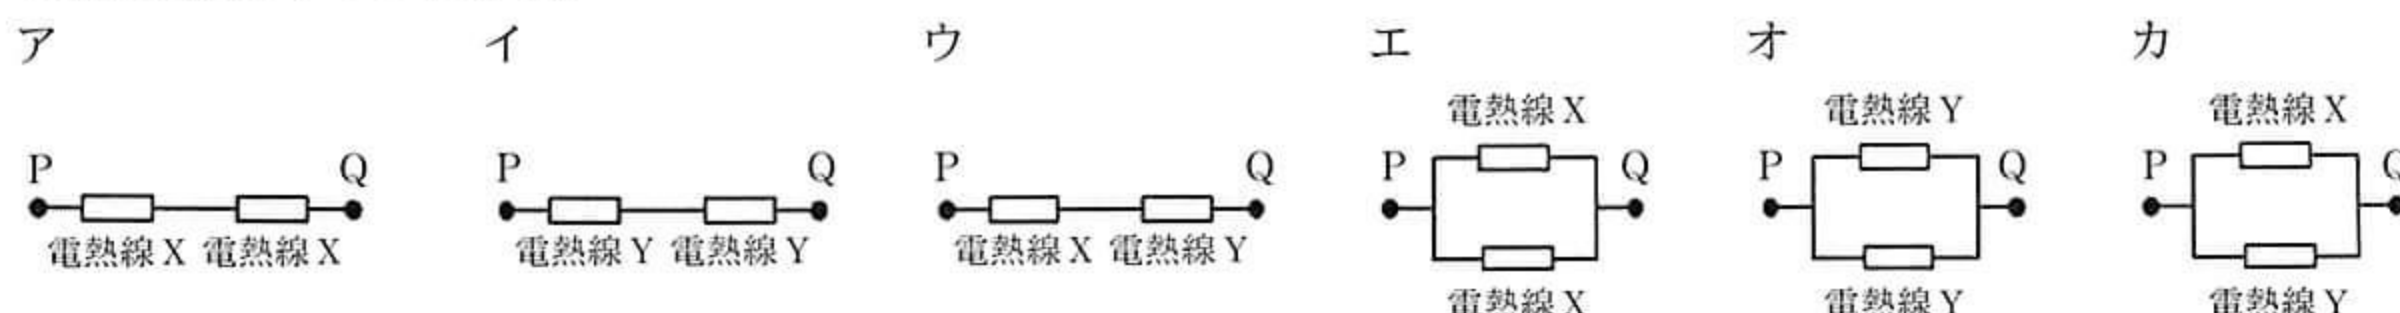 ア イ ウ エ オ カ
電熱線X 電熱線Y 電熱線X
P Q P Q P Q P Q P Q P Q
電熱線X 電熱線X 電熱線Y 電熱線Y 電熱線X 電熱線Y
電熱線X 電熱線Y 電熱線Y